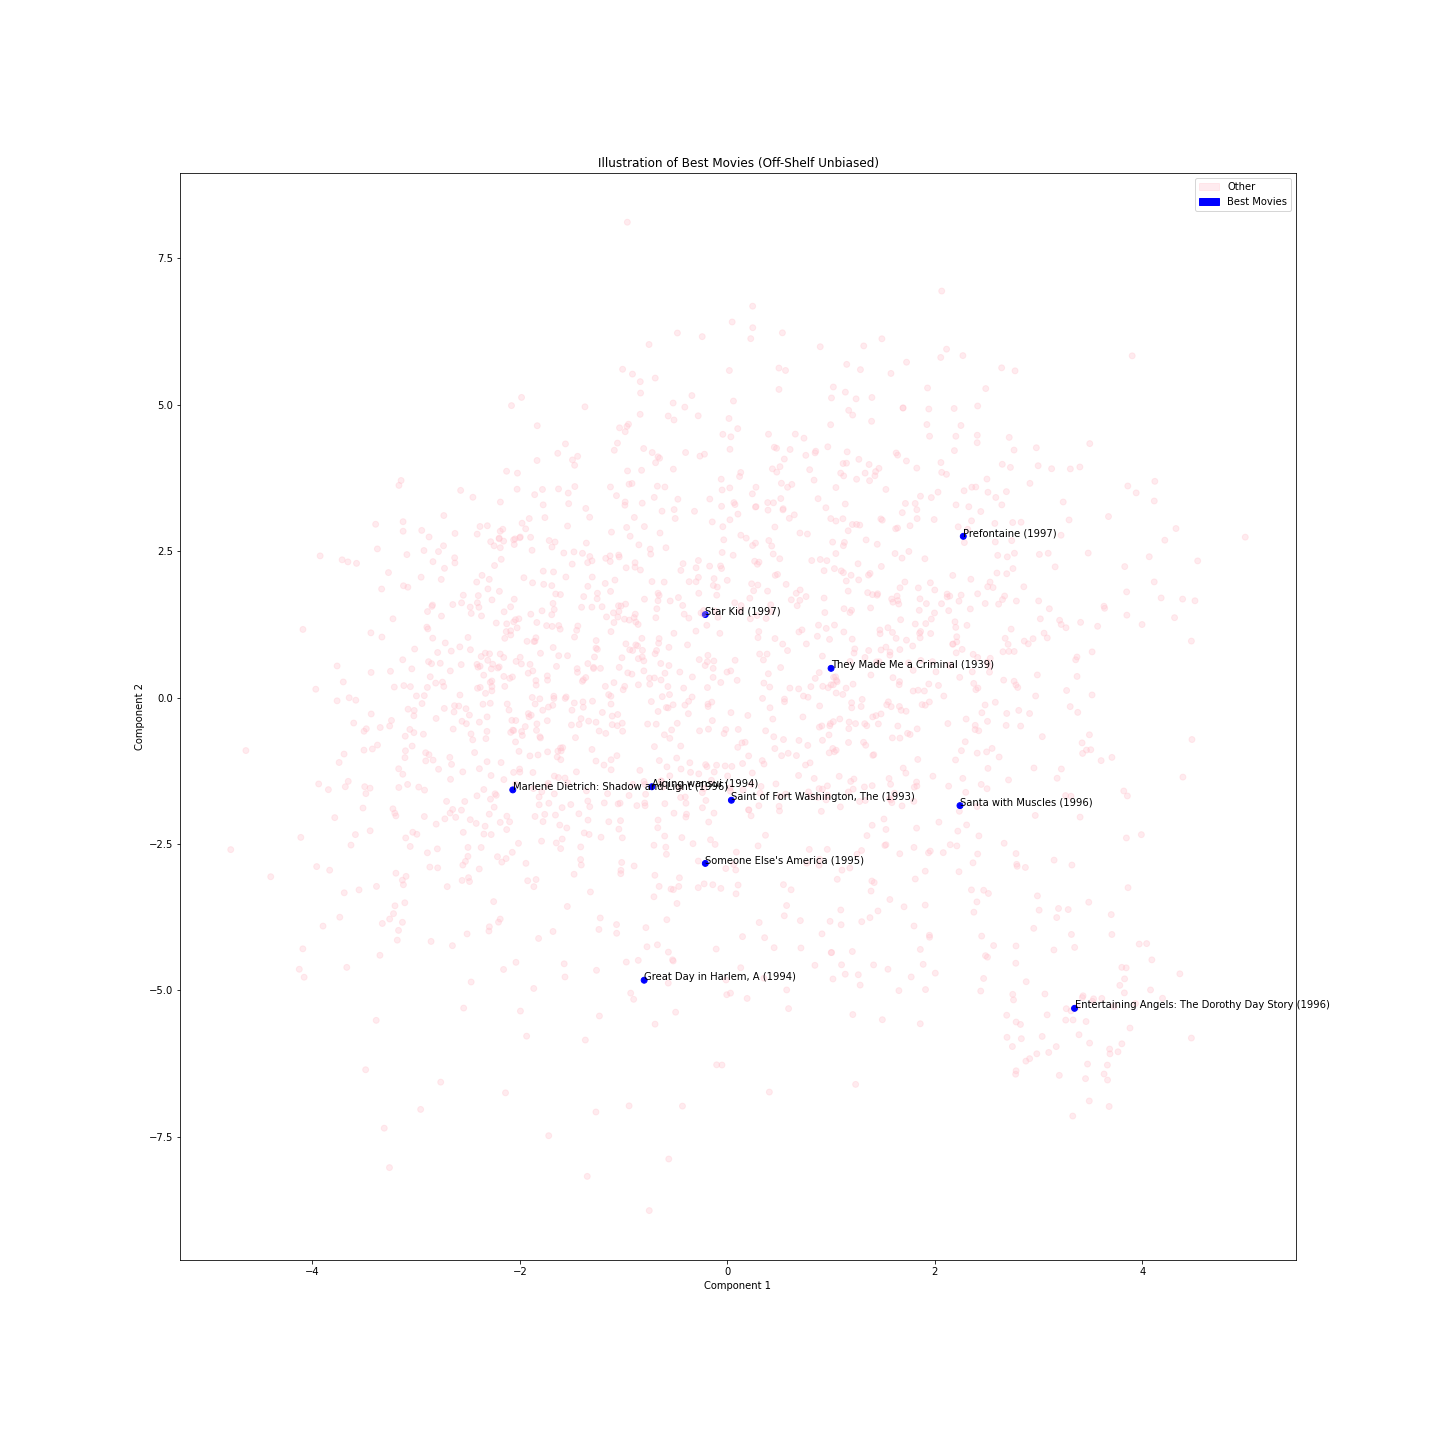 Illustration of Best Movies (Off-Shelf Unbiased)
Other
Best Movies
7.5
5.0
2.5
0.0
−2.5
−5.0
−7.5
Component 2
Prefontaine (1997)
Star Kid (1997)
They Made Me a Criminal (1939)
Aiqing wansui (1994)
Marlene Dietrich: Shadow and Light (1996)
Saint of Fort Washington, The (1993)
Santa with Muscles (1996)
Someone Else's America (1995)
Great Day in Harlem, A (1994)
Entertaining Angels: The Dorothy Day Story (1996)
−4
−2
0
2
4
Component 1